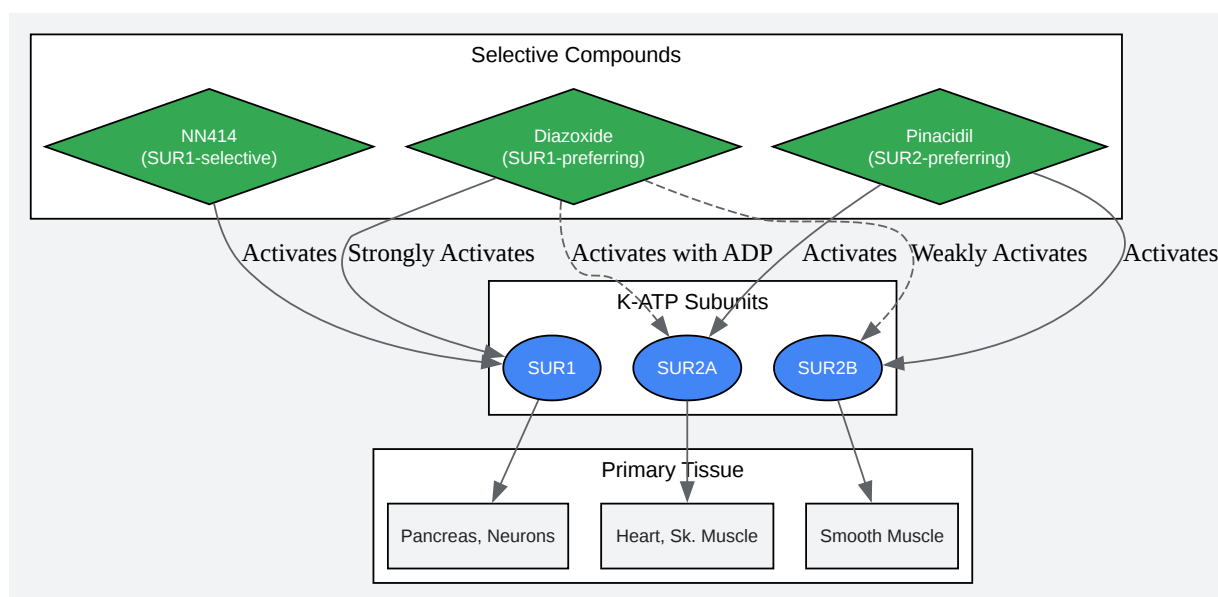 Selective Compounds
NN414
(SUR1-selective)
Diazoxide
(SUR1-preferring)
Pinacidil
(SUR2-preferring)
Activates
Strongly Activates
Activates with ADP
Activates
Weakly Activates
Activates
K-ATP Subunits
SUR1
SUR2A
SUR2B
Primary Tissue
Pancreas, Neurons
Heart, Sk. Muscle
Smooth Muscle